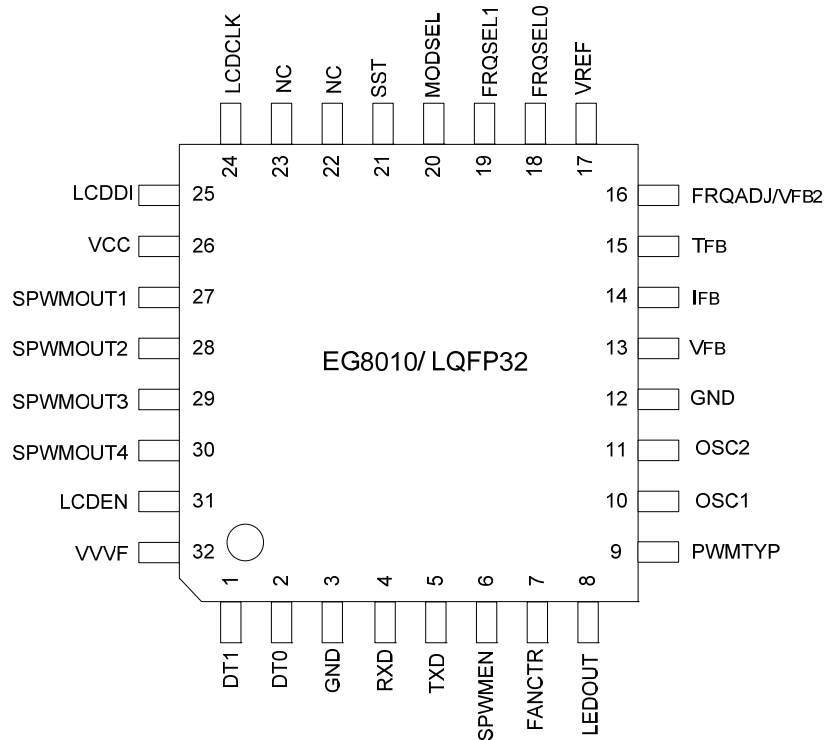 LCDCLK
NC
NC
SST
MODSEL
FRQSEL1
FRQSEL0
VREF
24
23
22
21
20
19
18
17
LCDDI 25
VCC 26
SPWMOUT1 27
SPWMOUT2 28
SPWMOUT3 29
SPWMOUT4 30
LCDEN 31
VVVF 32
EG8010/ LQFP32
16 FRQADJ/VFB2
15 TFB
14 IFB
13 VFB
12 GND
11 OSC2
10 OSC1
9 PWMTYP
1
2
3
4
5
6
7
8
DT1
DT0
GND
RXD
TXD
SPWMEN
FANCTR
LEDOUT